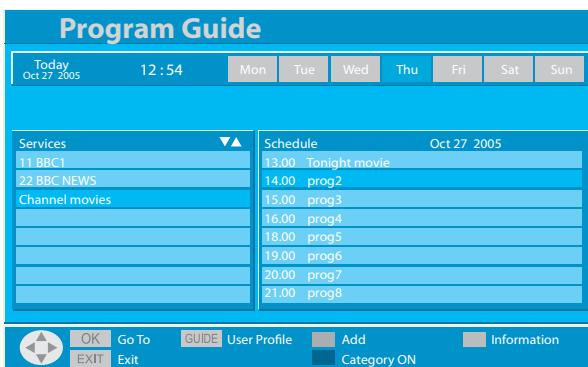 Program Guide
Today
Oct 27 2005
12:54
Mon Tue Wed Thu Fri Sat Sun
Services
11 BBC1
22 BBC NEWS
Channel movies
Schedule Oct 27 2005
13.00 Tonight movie
14.00 prog2
15.00 prog3
16.00 prog4
18.00 prog5
19.00 prog6
20.00 prog7
21.00 prog8
OK Go To GUIDE User Profile Add Information
EXIT Exit Category ON